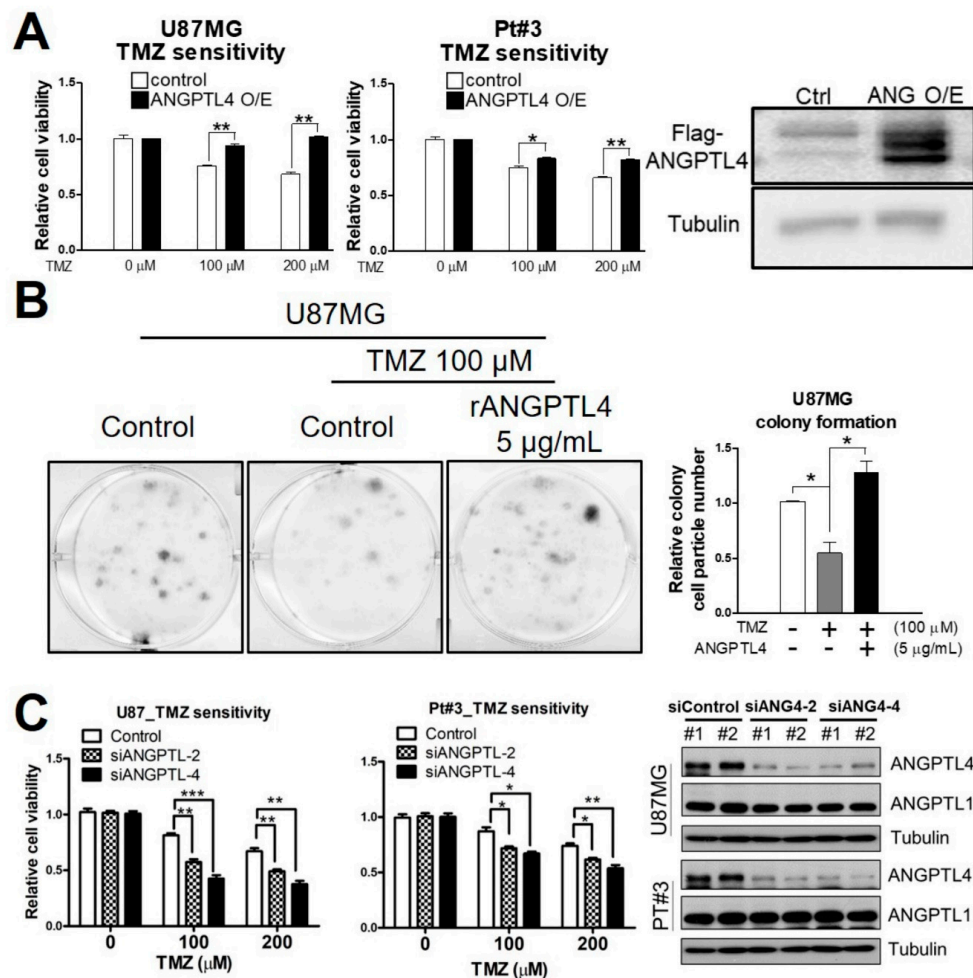 A
U87MG
TMZ sensitivity
control
ANGPTL4 O/E
Relative cell viability
1.5
1.0
0.5
0.0
** **
TMZ 0 μM 100 μM 200 μM
Pt#3
TMZ sensitivity
control
ANGPTL4 O/E
Relative cell viability
1.5
1.0
0.5
0.0
* **
TMZ 0 μM 100 μM 200 μM
Ctrl ANG O/E
Flag-
ANGPTL4
Tubulin
B
U87MG
TMZ 100 μM
Control
Control
rANGPTL4
5 μg/mL
U87MG
colony formation
Relative colony
cell particle number
1.5
1.0
0.5
0.0
* *
TMZ - + + (100 μM)
ANGPTL4 - - + (5 μg/mL)
C
U87_TMZ sensitivity
Control
siANGPTL-2
siANGPTL-4
Relative cell viability
1.5
1.0
0.5
0.0
*** **
** **
0 100 200
TMZ (μM)
Pt#3_TMZ sensitivity
Control
siANGPTL-2
siANGPTL-4
Relative cell viability
1.5
1.0
0.5
0.0
* **
* *
0 100 200
TMZ (μM)
siControl siANG4-2 siANG4-4
#1 #2 #1 #2 #1 #2
U87MG
ANGPTL4
ANGPTL1
Tubulin
PT#3
ANGPTL4
ANGPTL1
Tubulin